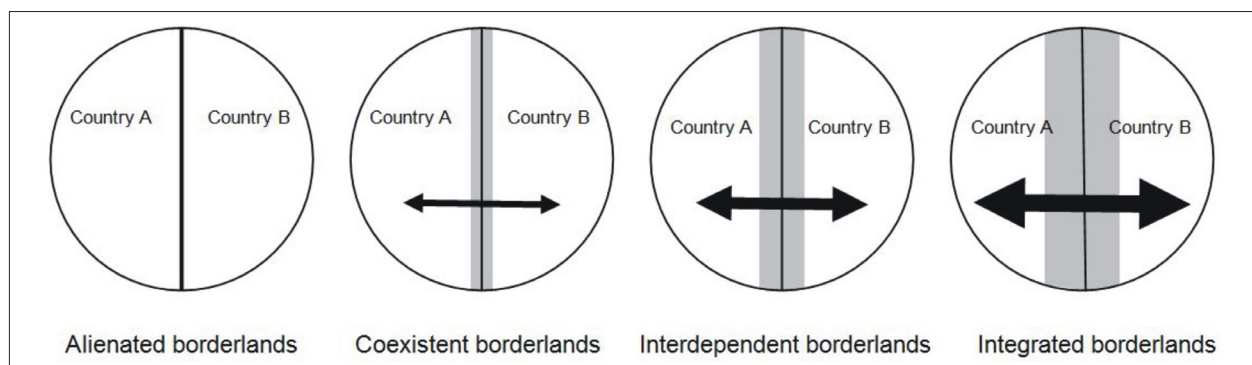 Country A
Country B
Country A
Country B
Country A
Country B
Country A
Country B
Alienated borderlands
Coexistent borderlands
Interdependent borderlands
Integrated borderlands